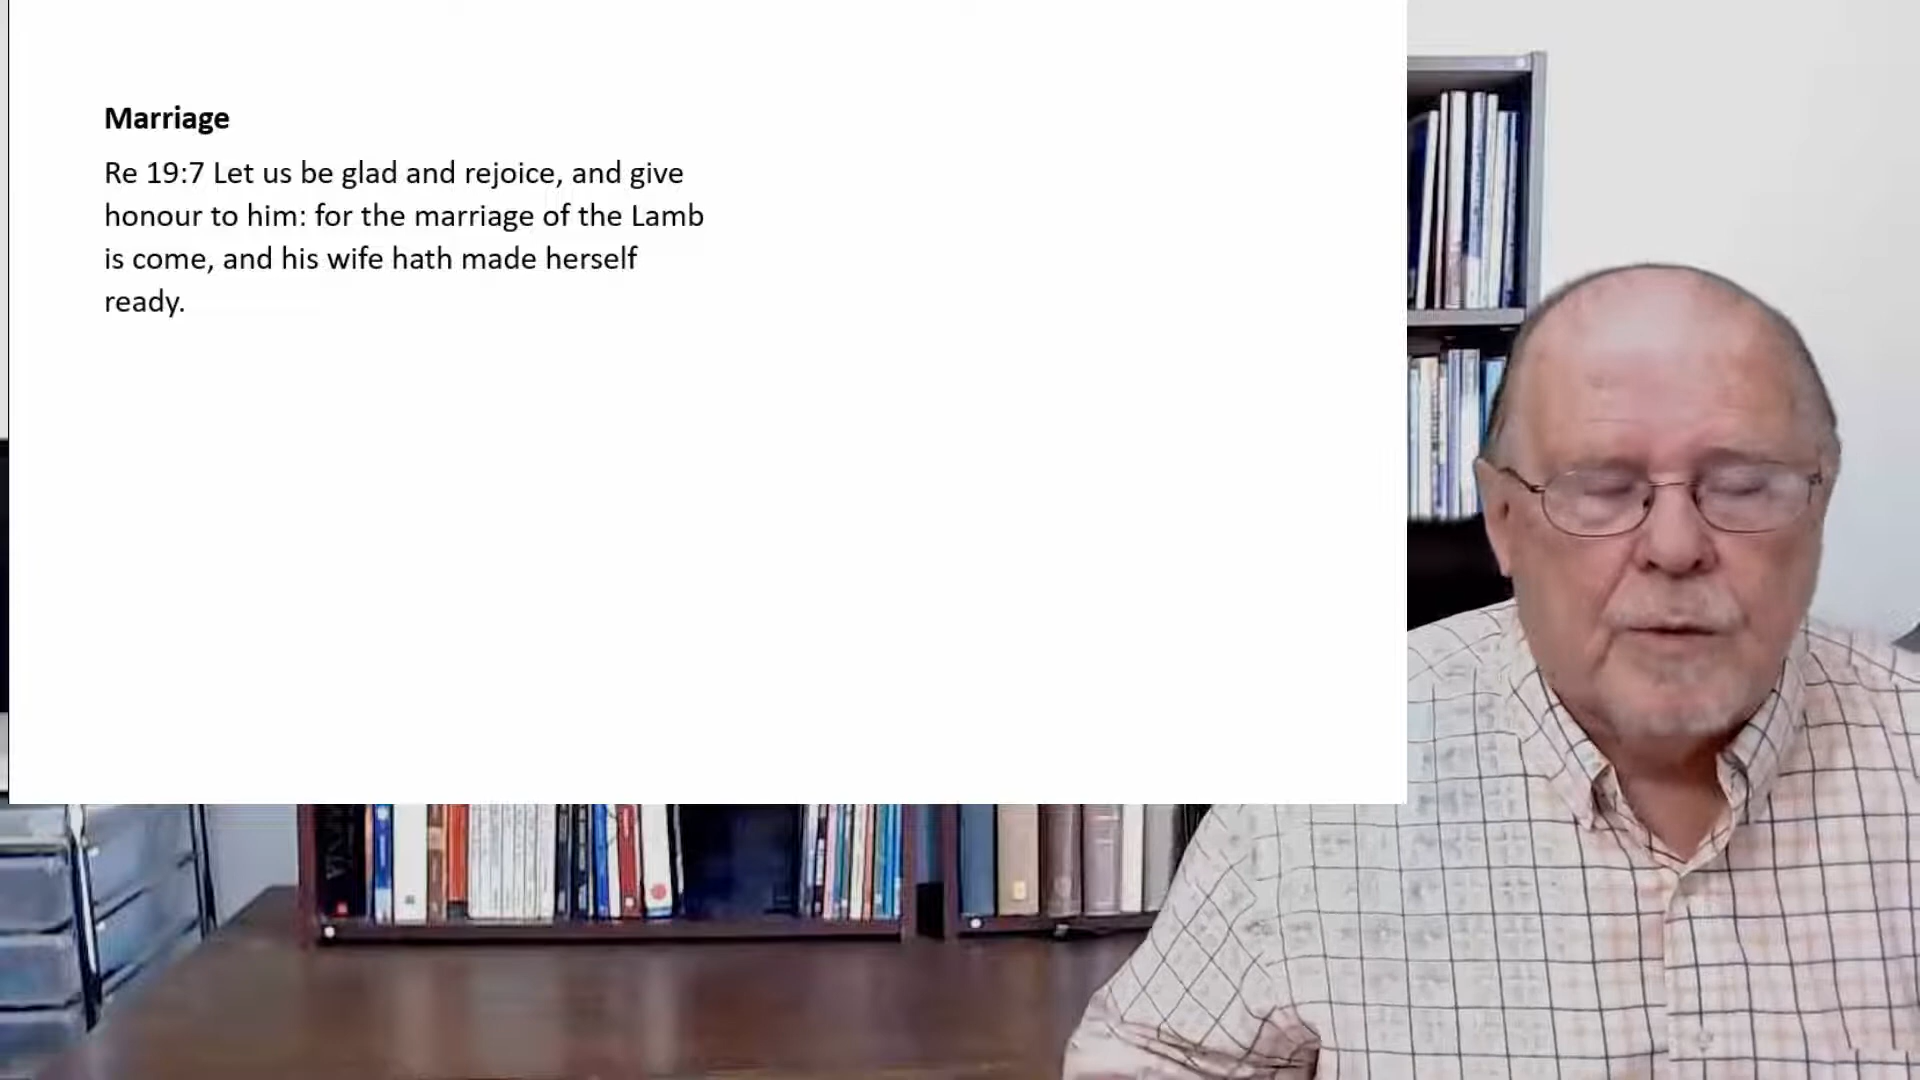 Marriage
Re 19:7 Let us be glad and rejoice, and give
honour to him: for the marriage of the Lamb
is come, and his wife hath made herself
ready.